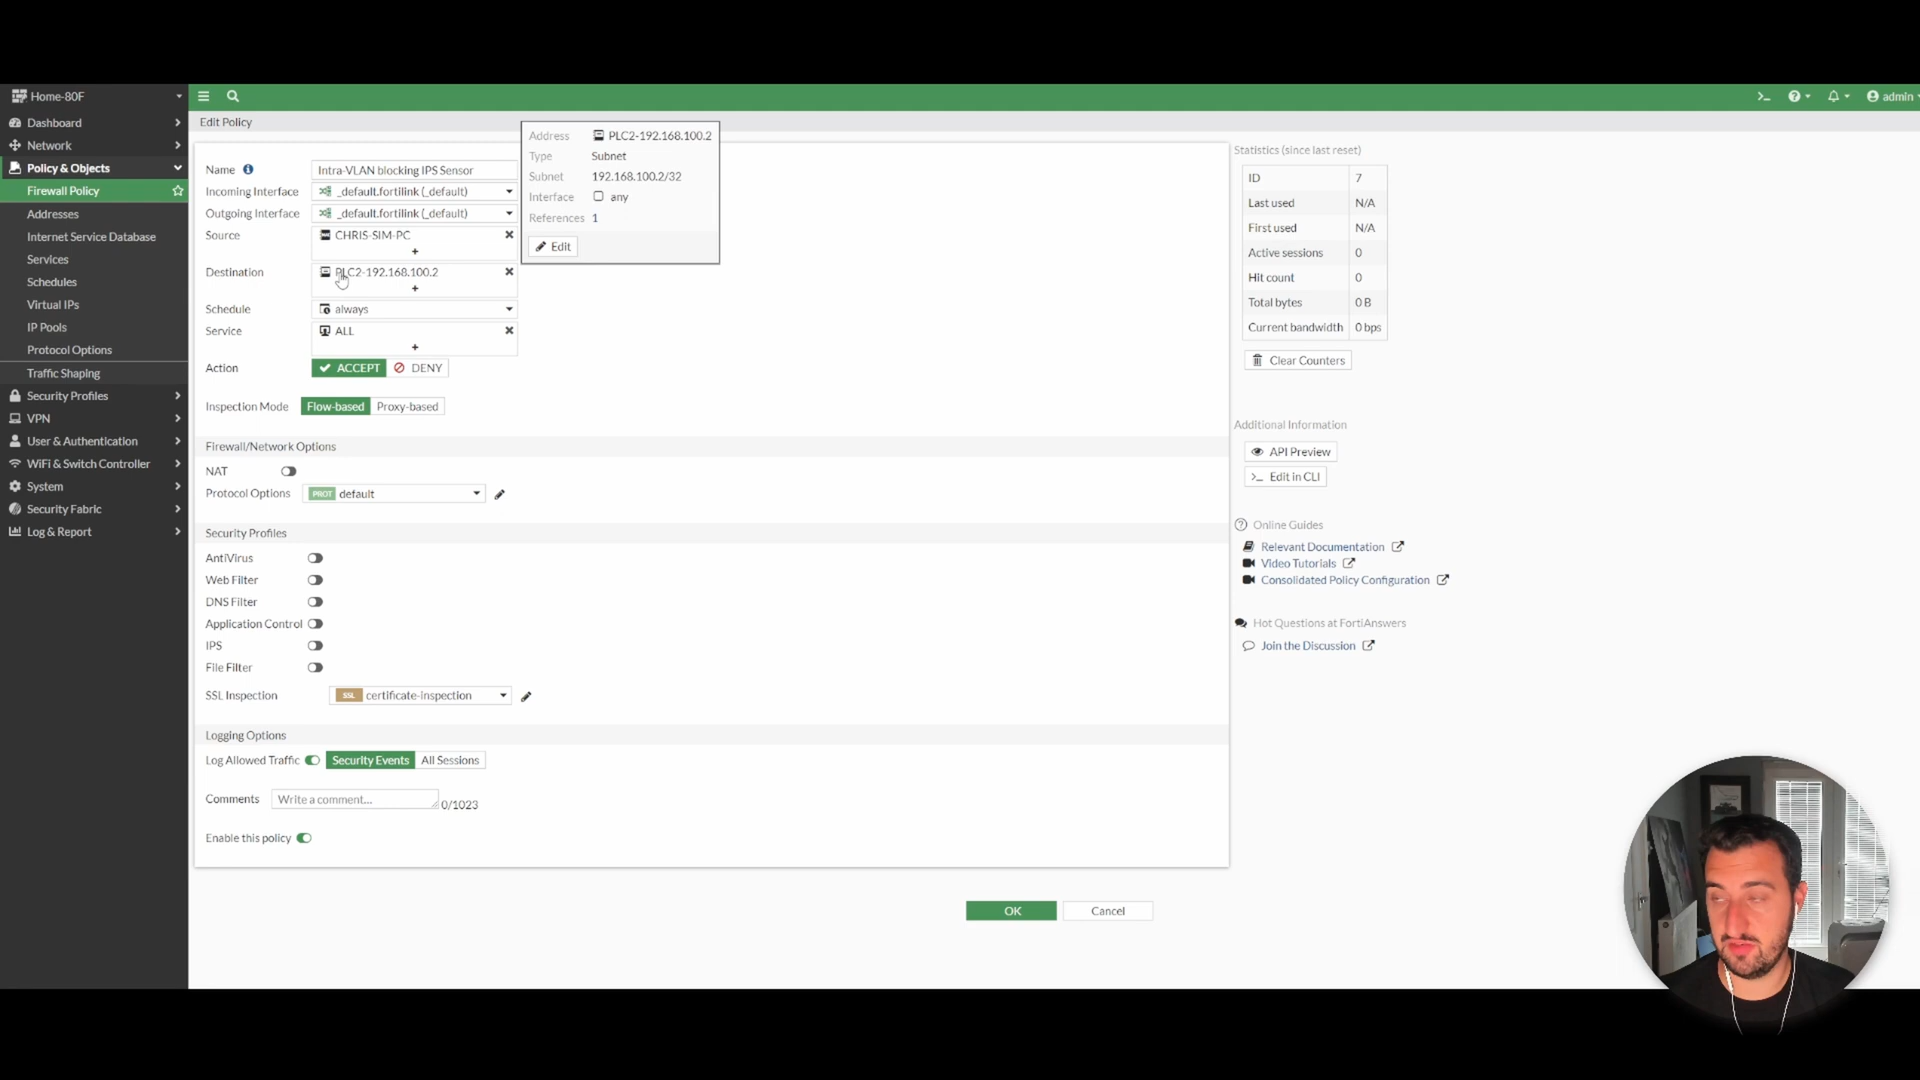 Home-80F
Dashboard
Network
Policy & Objects
Firewall Policy
Addresses
Internet Service Database
Services
Schedules
Virtual IPs
IP Pools
Protocol Options
Traffic Shaping
Security Profiles
VPN
User & Authentication
WiFi & Switch Controller
System
Security Fabric
Log & Report
admin
Edit Policy
Name
Intra-VLAN blocking IPS Sensor
Incoming Interface
_default.fortilink (_default)
Outgoing Interface
_default.fortilink (_default)
Source
CHRIS-SIM-PC
+
Destination
PLC2-192.168.100.2
+
Schedule
always
Service
ALL
+
Action
ACCEPT
DENY
Inspection Mode
Flow-based
Proxy-based
Firewall/Network Options
NAT
Protocol Options
PROT default
Security Profiles
AntiVirus
Web Filter
DNS Filter
Application Control
IPS
File Filter
SSL Inspection
SSL certificate-inspection
Logging Options
Log Allowed Traffic
Security Events
All Sessions
Comments
Write a comment...
0/1023
Enable this policy
OK
Cancel
Address PLC2-192.168.100.2
Type Subnet
Subnet 192.168.100.2/32
Interface any
References 1
Edit
Statistics (since last reset)
ID 7
Last used N/A
First used N/A
Active sessions 0
Hit count 0
Total bytes 0 B
Current bandwidth 0 bps
Clear Counters
Additional Information
API Preview
>_ Edit in CLI
Online Guides
Relevant Documentation
Video Tutorials
Consolidated Policy Configuration
Hot Questions at FortiAnswers
Join the Discussion